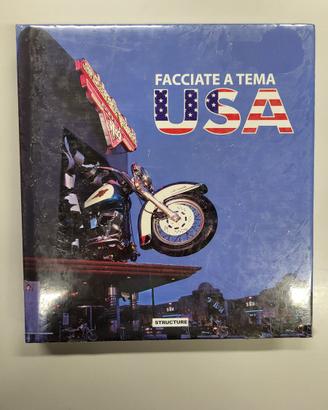 FACCIATE A TEMA
USA
STRUCTURE